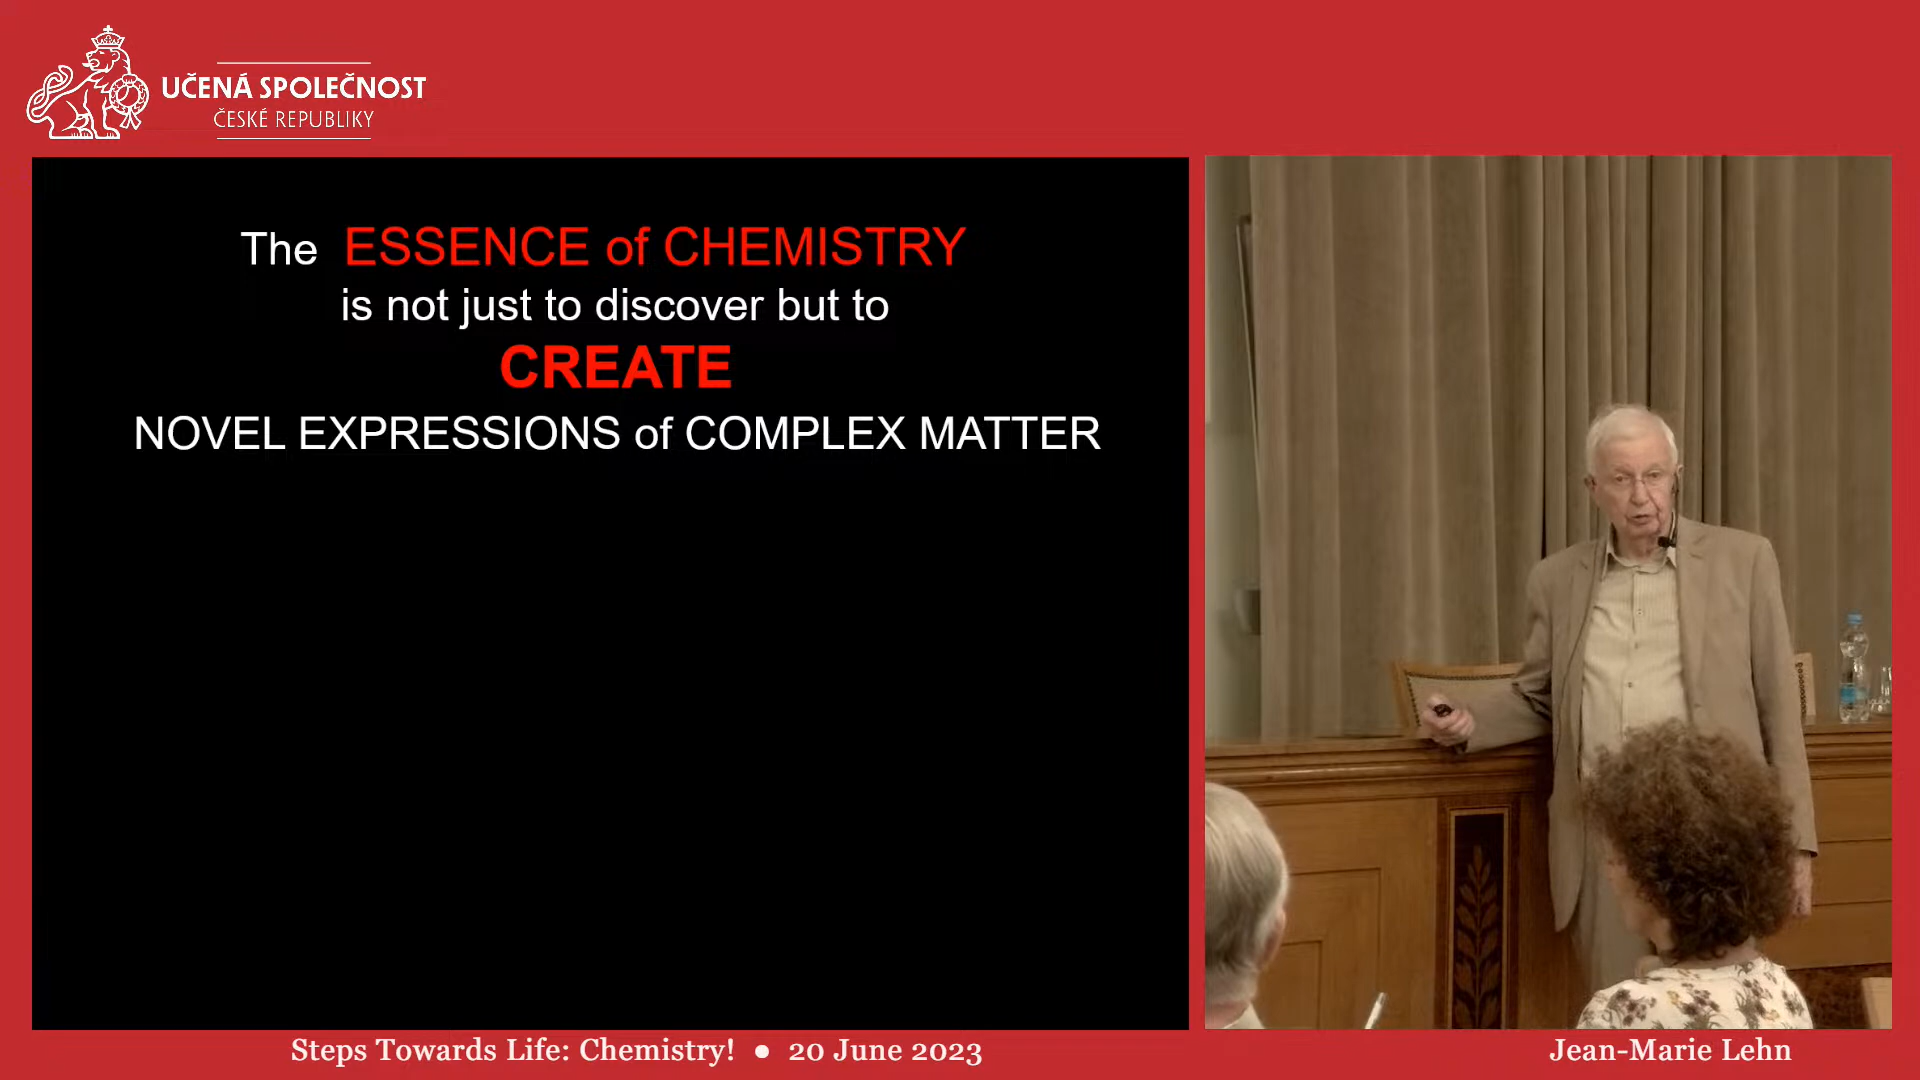 UČENÁ SPOLEČNOST
ČESKÉ REPUBLIKY
The ESSENCE of CHEMISTRY
is not just to discover but to
CREATE
NOVEL EXPRESSIONS of COMPLEX MATTER
Steps Towards Life: Chemistry! ● 20 June 2023
Jean-Marie Lehn